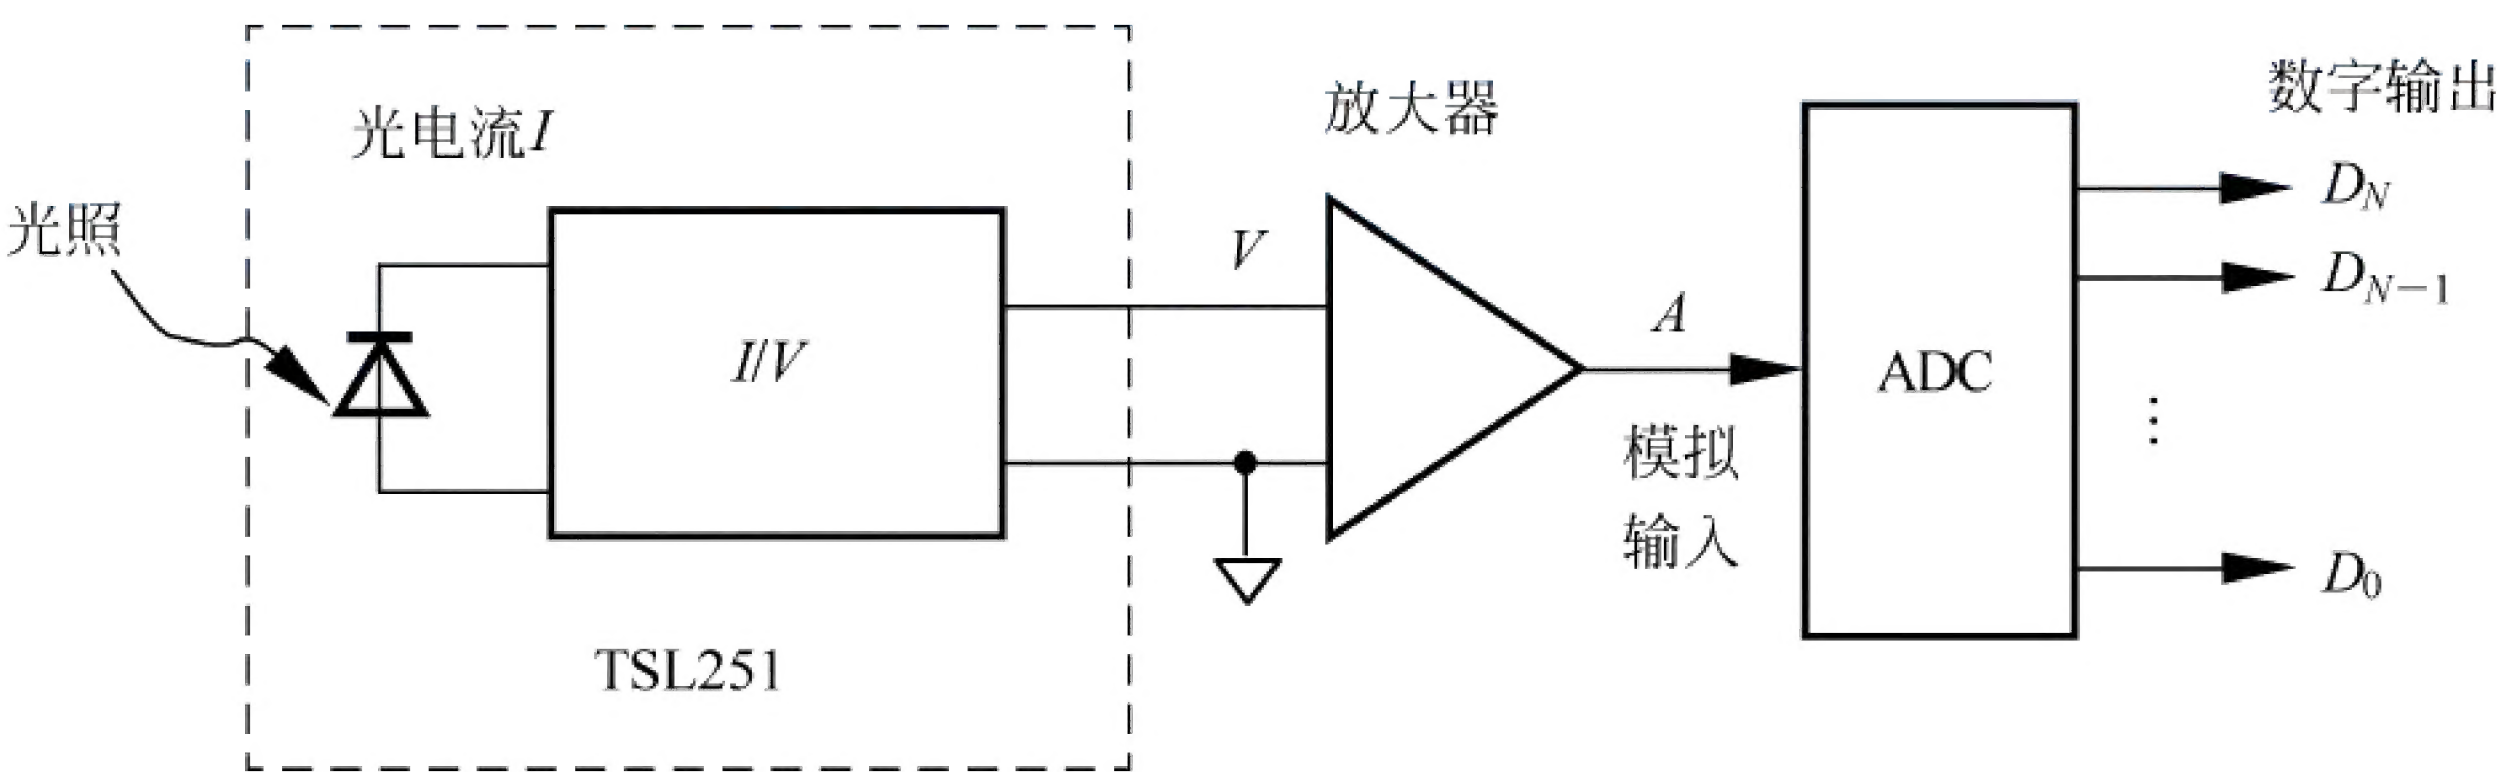 光电流I
光照
I/V
TSL251
V
放大器
A
模拟
输入
ADC
数字输出
D_N
D_{N-1}
⋮
D_0